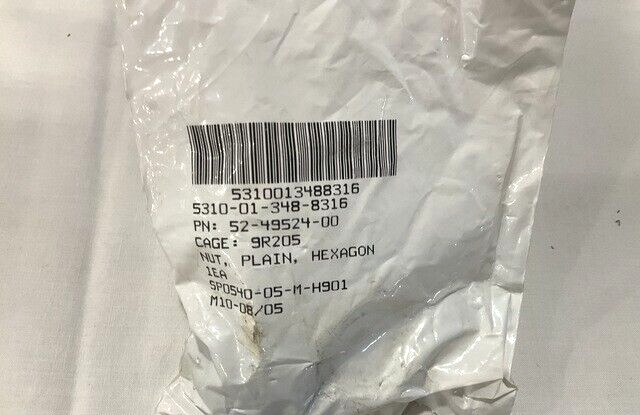 5310013488316
5310-01-348-8316
PN: 52-49524-00
CAGE: 9R205
NUT, PLAIN, HEXAGON
1EA
SP0540-05-M-H901
M10-08/05